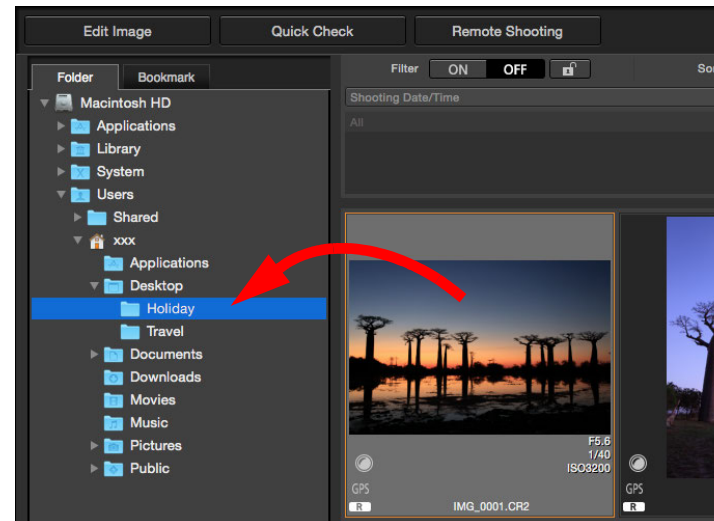 Edit Image
Quick Check
Remote Shooting
Folder
Bookmark
Macintosh HD
Applications
Library
System
Users
Shared
xxx
Applications
Desktop
Holiday
Travel
Documents
Downloads
Movies
Music
Pictures
Public
Filter ON OFF
So
Shooting Date/Time
All
F5.6
1/40
ISO3200
GPS
R
IMG_0001.CR2
GPS
R